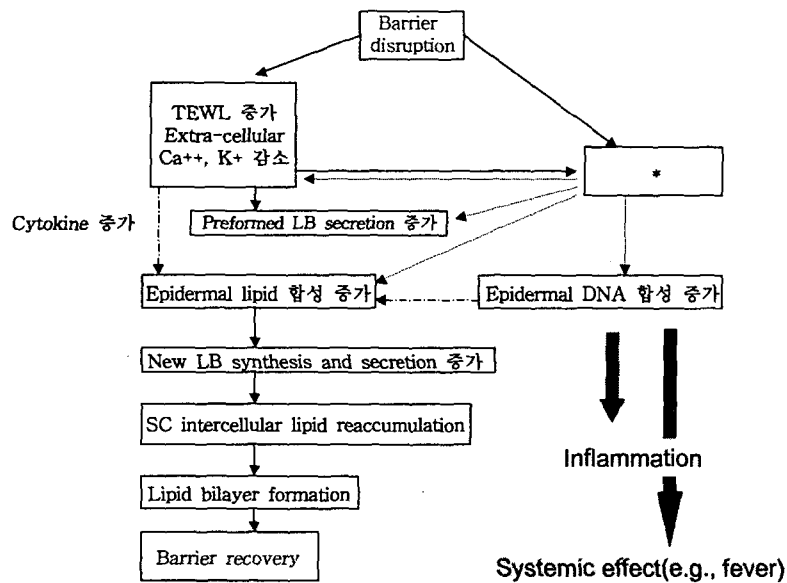 Barrier
disruption
TEWL 증가
Extra-cellular
Ca++, K+ 감소
*
Cytokine 증가
Preformed LB secretion 증가
Epidermal lipid 합성 증가
Epidermal DNA 합성 증가
New LB synthesis and secretion 증가
SC intercellular lipid reaccumulation
Inflammation
Lipid bilayer formation
Barrier recovery
Systemic effect(e.g., fever)